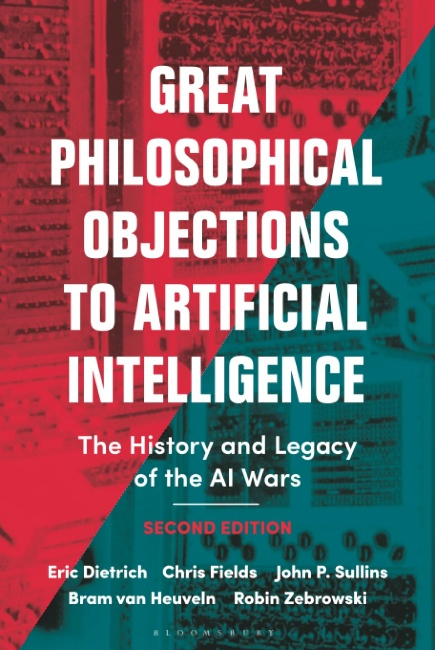 GREAT
PHILOSOPHICAL
OBJECTIONS
TO ARTIFICIAL
INTELLIGENCE
The History and Legacy
of the AI Wars
SECOND EDITION
Eric Dietrich Chris Fields John P. Sullins
Bram van Heuveln Robin Zebrowski
BLOOMSBURY